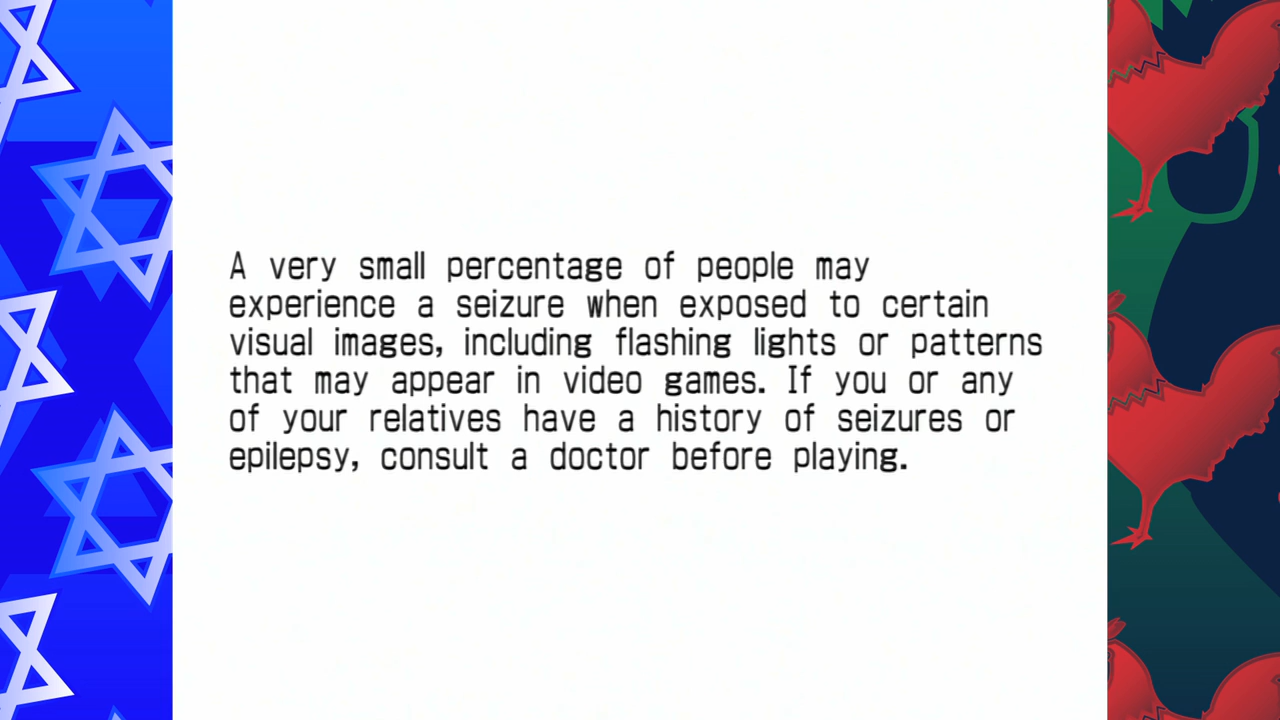 A very small percentage of people may
experience a seizure when exposed to certain
visual images, including flashing lights or patterns
that may appear in video games. If you or any
of your relatives have a history of seizures or
epilepsy, consult a doctor before playing.